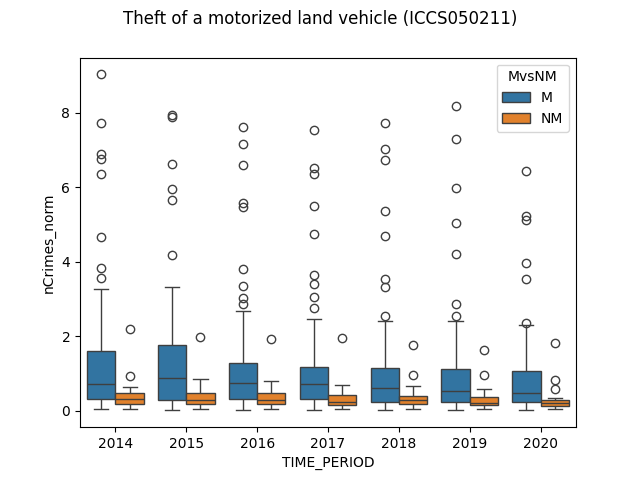 Theft of a motorized land vehicle (ICCS050211)
MvsNM
M
NM
nCrimes_norm
8
6
4
2
0
2014 2015 2016 2017 2018 2019 2020
TIME_PERIOD